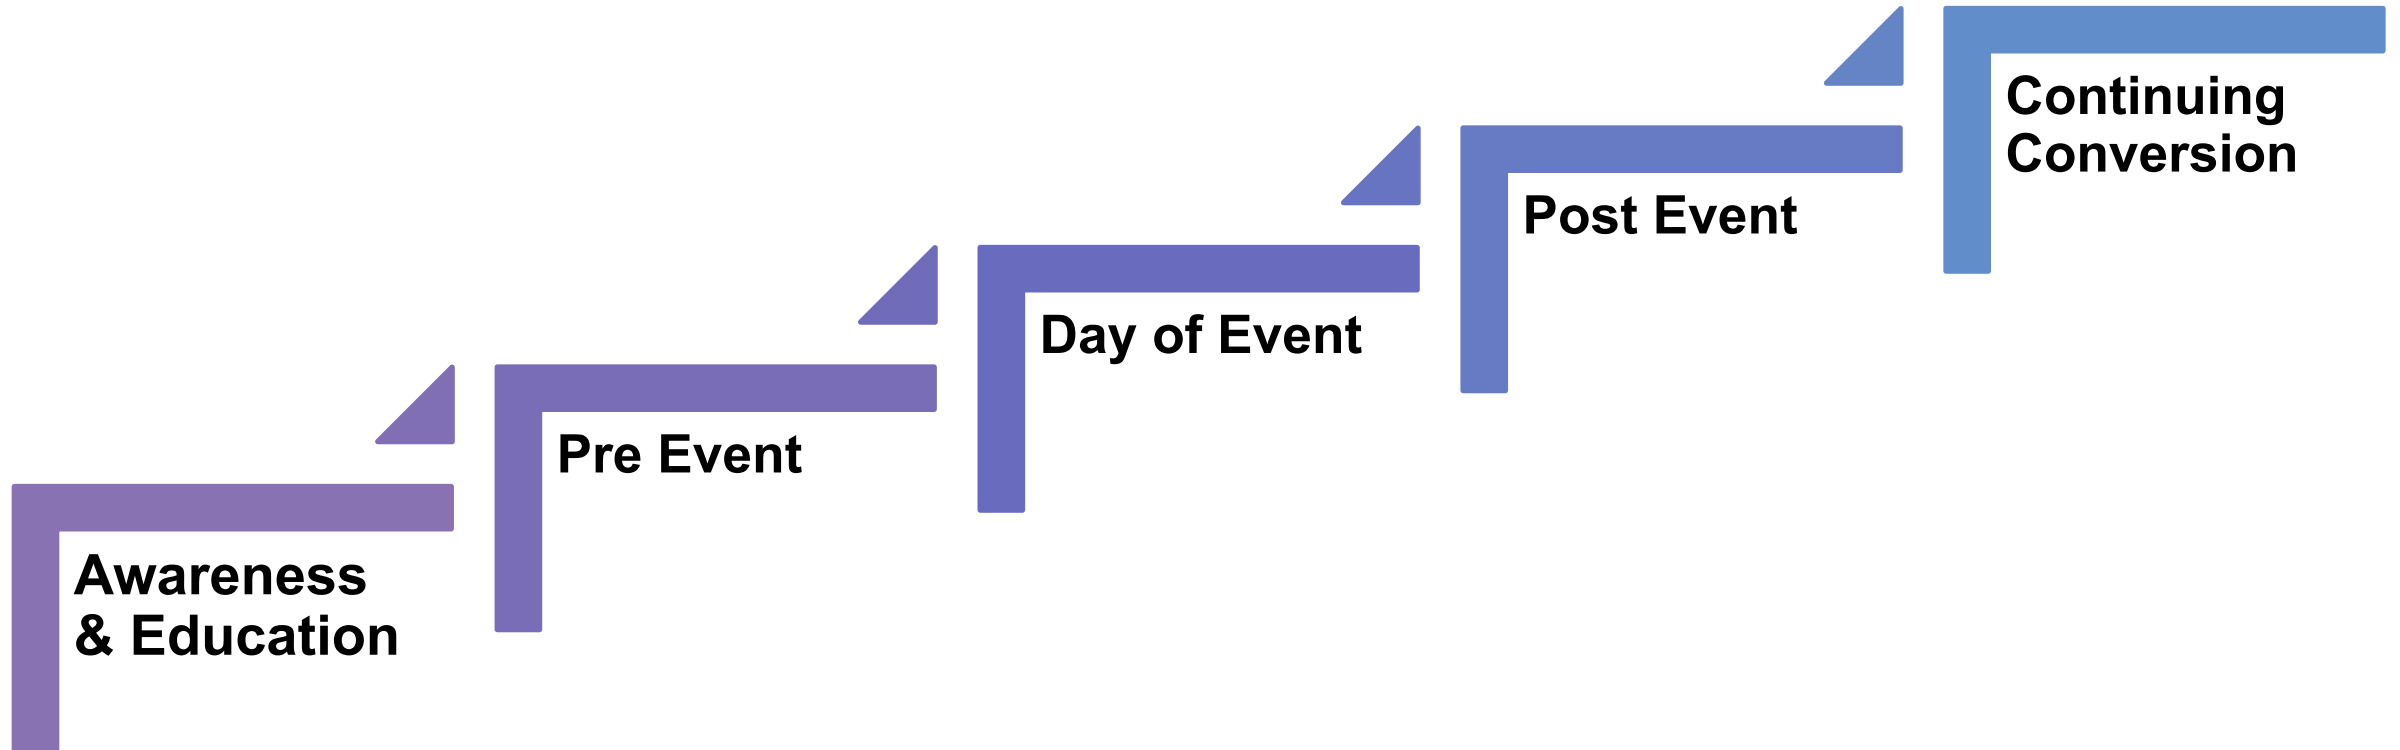 Awareness
& Education
Pre Event
Day of Event
Post Event
Continuing
Conversion